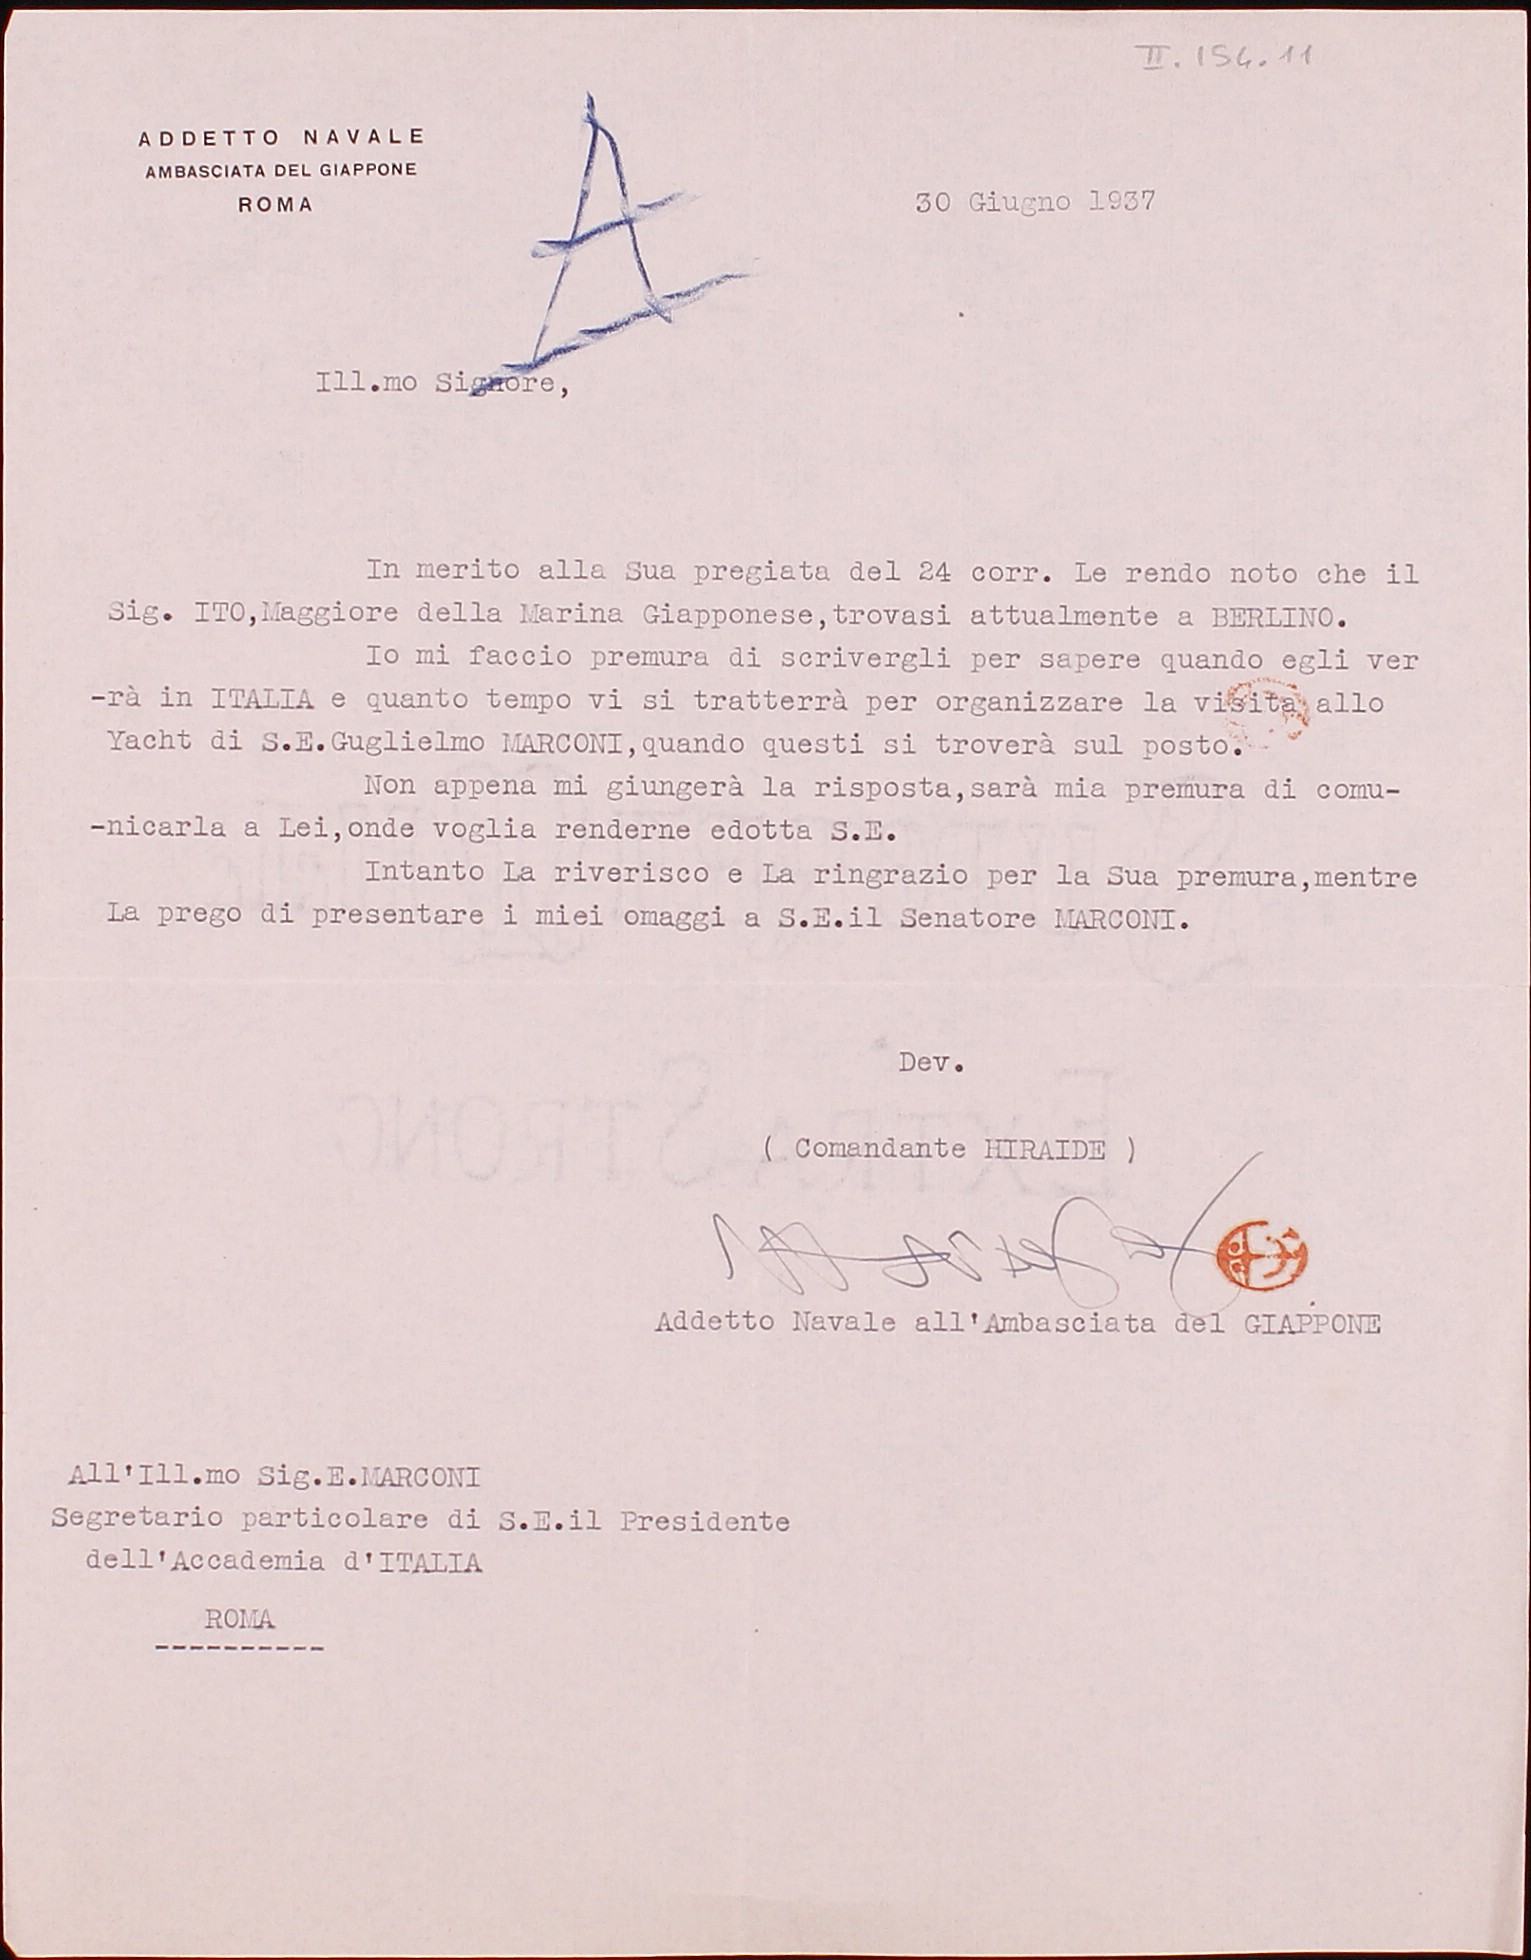 II.154.11
ADDETTO NAVALE
AMBASCIATA DEL GIAPPONE
ROMA
A
30 Giugno 1937
Ill.mo Signore,
In merito alla Sua pregiata del 24 corr. Le rendo noto che il
Sig. ITO,Maggiore della Marina Giapponese,trovasi attualmente a BERLINO.
Io mi faccio premura di scrivergli per sapere quando egli ver
-rà in ITALIA e quanto tempo vi si tratterrà per organizzare la visita allo
Yacht di S.E.Guglielmo MARCONI,quando questi si troverà sul posto.
Non appena mi giungerà la risposta,sarà mia premura di comu-
-nicarla a Lei,onde voglia renderne edotta S.E.
Intanto La riverisco e La ringrazio per la Sua premura,mentre
La prego di presentare i miei omaggi a S.E.il Senatore MARCONI.
EXTRA STRONG
Dev.
( Comandante HIRAIDE )
Addetto Navale all'Ambasciata del GIAPPONE
All'Ill.mo Sig.E.MARCONI
Segretario particolare di S.E.il Presidente
dell'Accademia d'ITALIA
ROMA
----------